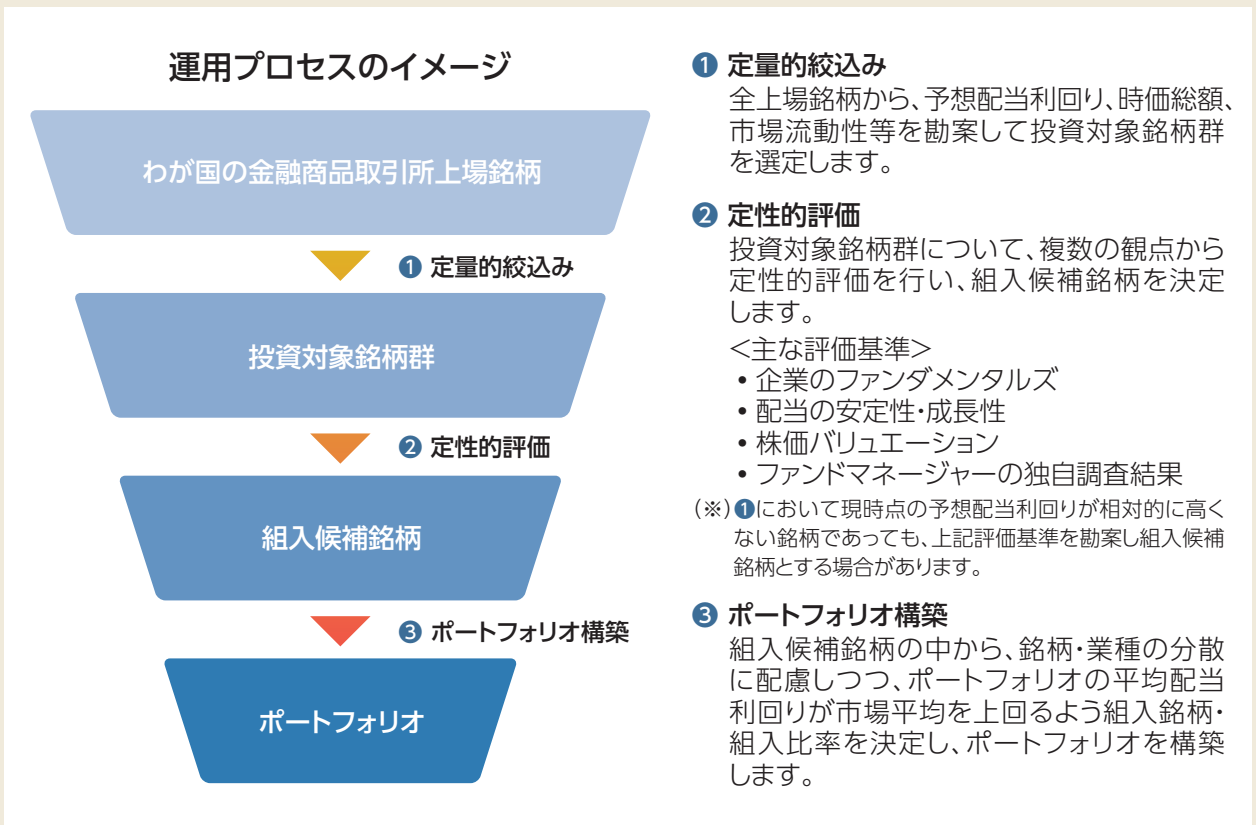 運用プロセスのイメージ
わが国の金融商品取引所上場銘柄
❶ 定量的絞込み
投資対象銘柄群
❷ 定性的評価
組入候補銘柄
❸ ポートフォリオ構築
ポートフォリオ
❶ 定量的絞込み
全上場銘柄から、予想配当利回り、時価総額、
市場流動性等を勘案して投資対象銘柄群
を選定します。
❷ 定性的評価
投資対象銘柄群について、複数の観点から
定性的評価を行い、組入候補銘柄を決定
します。
＜主な評価基準＞
• 企業のファンダメンタルズ
• 配当の安定性・成長性
• 株価バリュエーション
• ファンドマネージャーの独自調査結果
（※）❶において現時点の予想配当利回りが相対的に高く
ない銘柄であっても、上記評価基準を勘案し組入候補
銘柄とする場合があります。
❸ ポートフォリオ構築
組入候補銘柄の中から、銘柄・業種の分散
に配慮しつつ、ポートフォリオの平均配当
利回りが市場平均を上回るよう組入銘柄・
組入比率を決定し、ポートフォリオを構築
します。